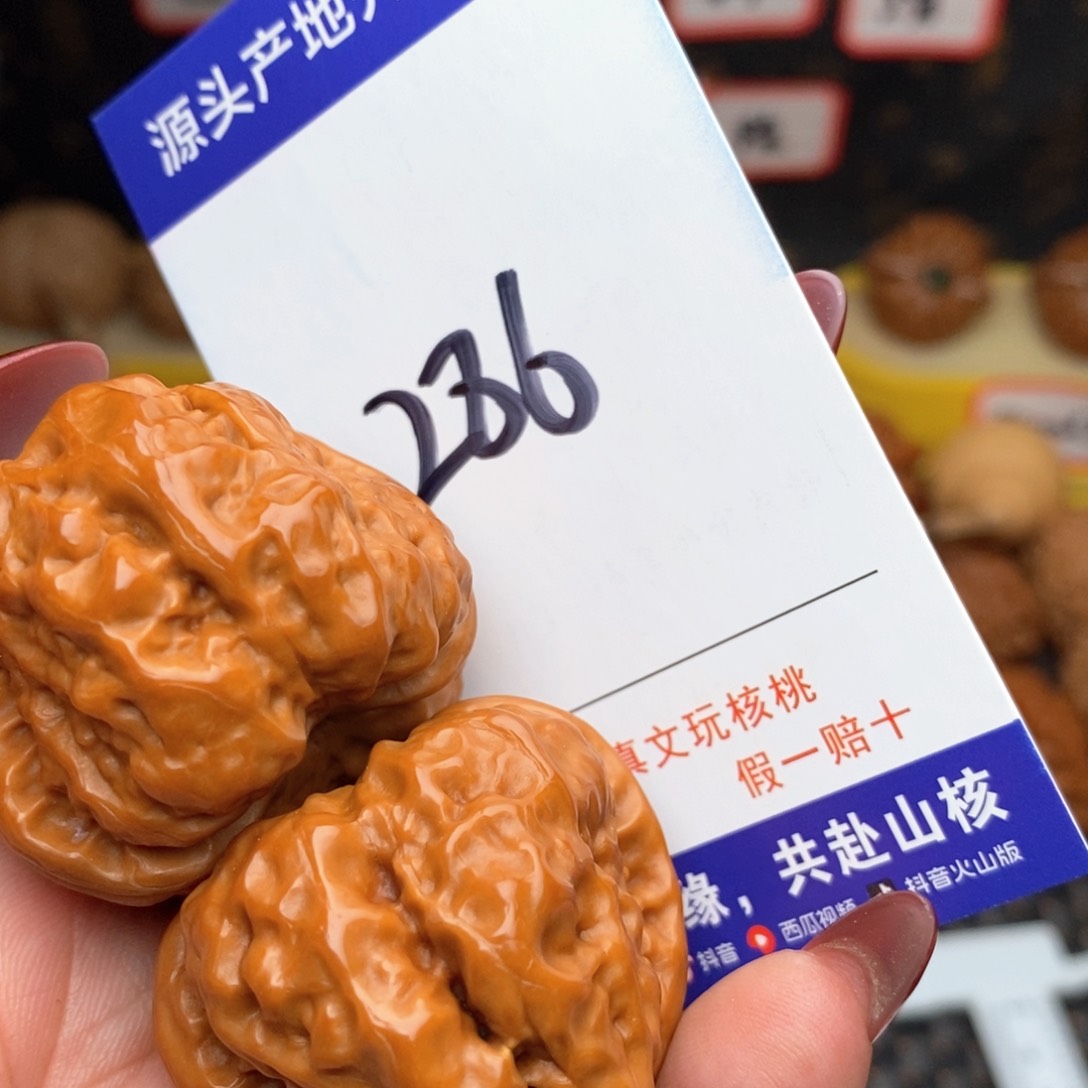 源头产地
236
真文玩核桃
假一赔十
缘，共赴山核
抖音 西瓜视频 抖音火山版